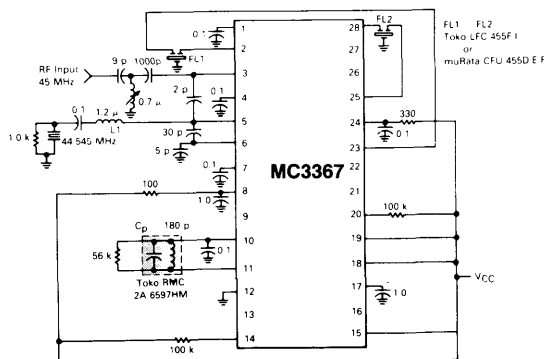 FL1 FL2
Toko LFC 455F I
or
muRata CFU 455D E F
RF Input
45 MHz
9 p
1000p
FL1
FL2
0.7 µ
2 p
0.1
1.2 µ
L1
1.0 k
44 545 MHz
30 p
5 p
0.1
0.1
0.1
100
1.0
MC3367
330
0.1
100 k
Cp
180 p
56 k
0.1
Toko RMC
2A 6597HM
1.0
VCC
100 k
1
2
3
4
5
6
7
8
9
10
11
12
13
14
28
27
26
25
24
23
22
21
20
19
18
17
16
15